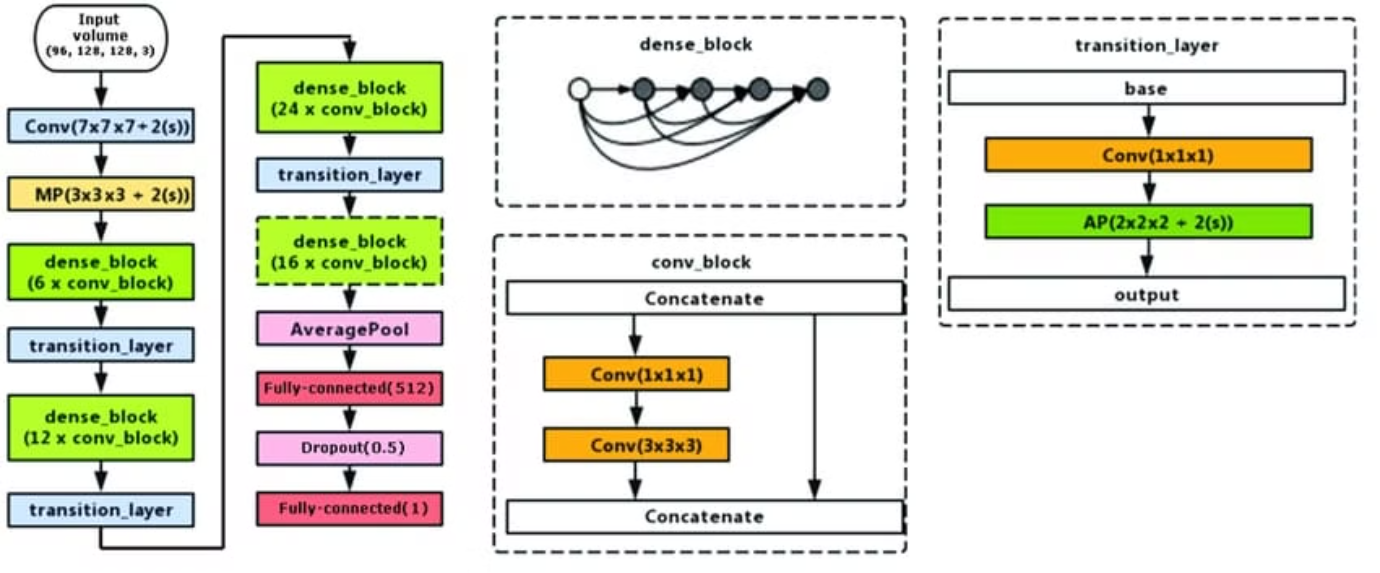 Input
volume
(96, 128, 128, 3)
Conv(7x7x7+2(s))
MP(3x3x3 + 2(s))
dense_block
(6 x conv_block)
transition_layer
dense_block
(12 x conv_block)
transition_layer
dense_block
(24 x conv_block)
transition_layer
dense_block
(16 x conv_block)
AveragePool
Fully-connected(512)
Dropout(0.5)
Fully-connected(1)
dense_block
conv_block
Concatenate
Conv(1x1x1)
Conv(3x3x3)
Concatenate
transition_layer
base
Conv(1x1x1)
AP(2x2x2 + 2(s))
output